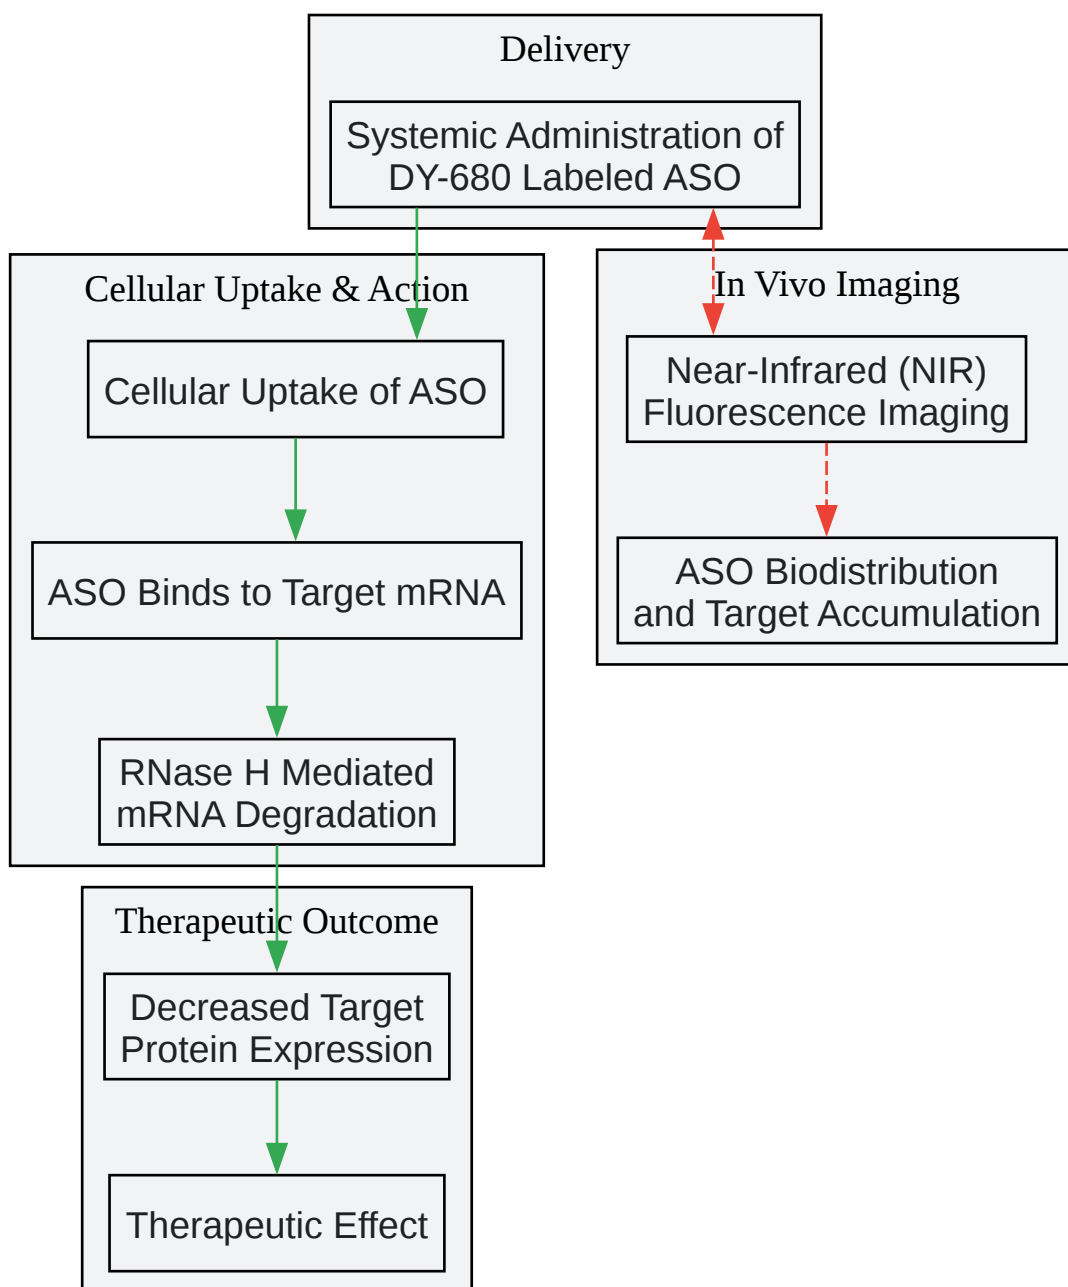 Delivery
Systemic Administration of
DY-680 Labeled ASO
Cellular Uptake & Action
Cellular Uptake of ASO
ASO Binds to Target mRNA
RNase H Mediated
mRNA Degradation
In Vivo Imaging
Near-Infrared (NIR)
Fluorescence Imaging
ASO Biodistribution
and Target Accumulation
Therapeutic Outcome
Decreased Target
Protein Expression
Therapeutic Effect